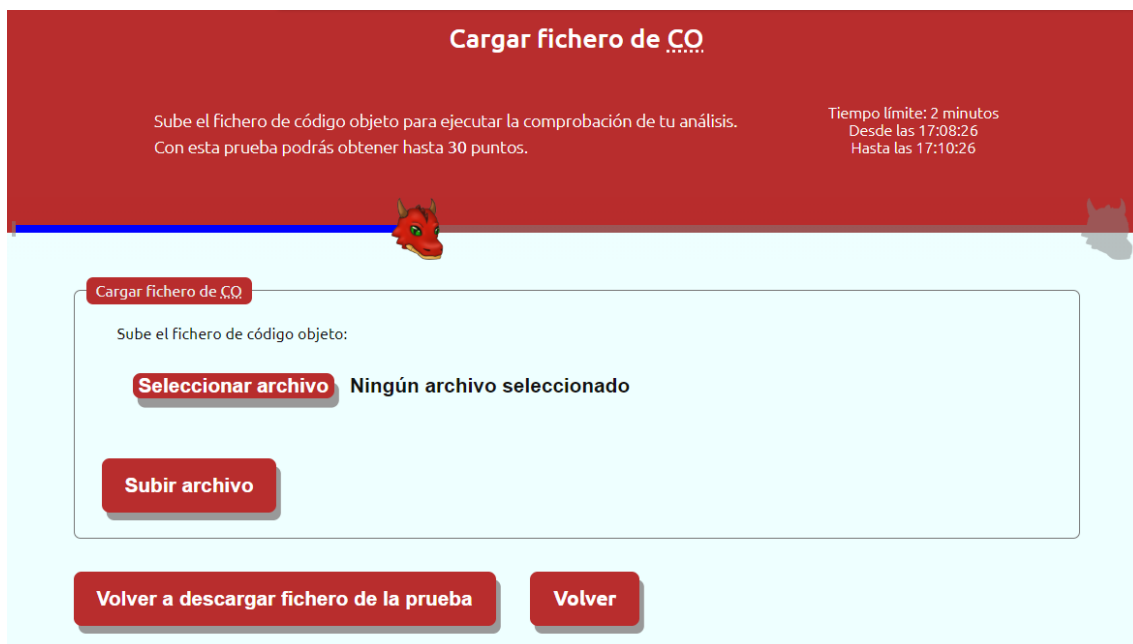 Cargar fichero de CO
Sube el fichero de código objeto para ejecutar la comprobación de tu análisis.
Con esta prueba podrás obtener hasta 30 puntos.
Tiempo límite: 2 minutos
Desde las 17:08:26
Hasta las 17:10:26
Cargar fichero de CO
Sube el fichero de código objeto:
Seleccionar archivo Ningún archivo seleccionado
Subir archivo
Volver a descargar fichero de la prueba Volver